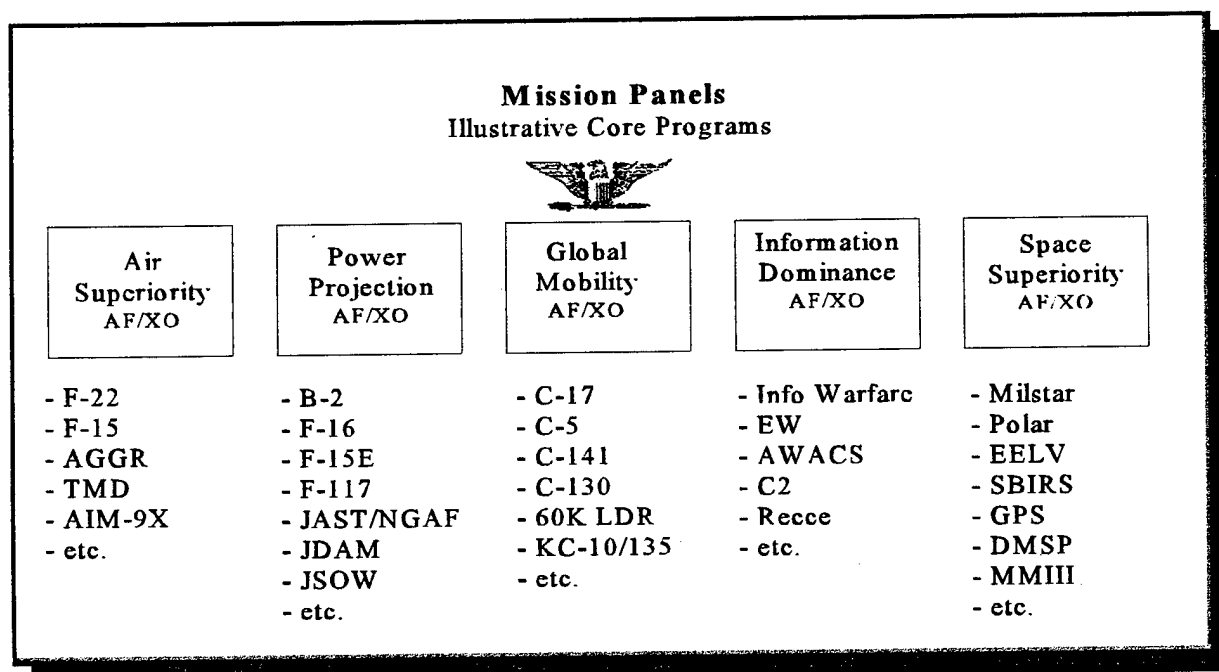 Mission Panels
Illustrative Core Programs
Air
Superiority
AF/XO
Power
Projection
AF/XO
Global
Mobility
AF/XO
Information
Dominance
AF/XO
Space
Superiority
AF/XO
- F-22
- F-15
- AGGR
- TMD
- AIM-9X
- etc.
- B-2
- F-16
- F-15E
- F-117
- JAST/NGAF
- JDAM
- JSOW
- etc.
- C-17
- C-5
- C-141
- C-130
- 60K LDR
- KC-10/135
- etc.
- Info Warfare
- EW
- AWACS
- C2
- Recce
- etc.
- Milstar
- Polar
- EELV
- SBIRS
- GPS
- DMSP
- MMIII
- etc.